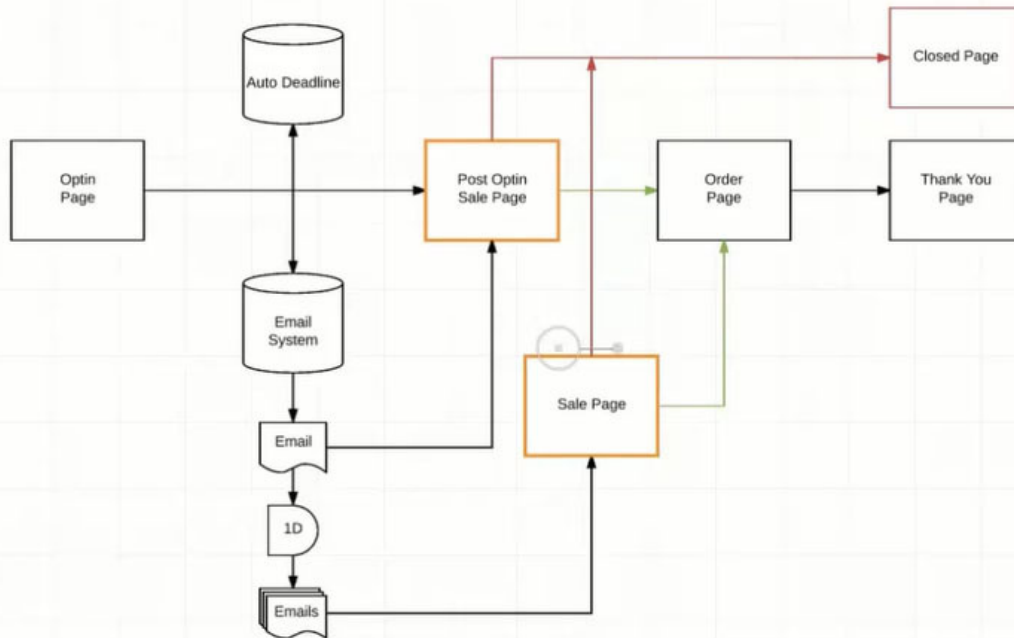 Closed Page
Auto Deadline
Optin
Page
Post Optin
Sale Page
Order
Page
Thank You
Page
Email
System
Sale Page
Email
1D
Emails